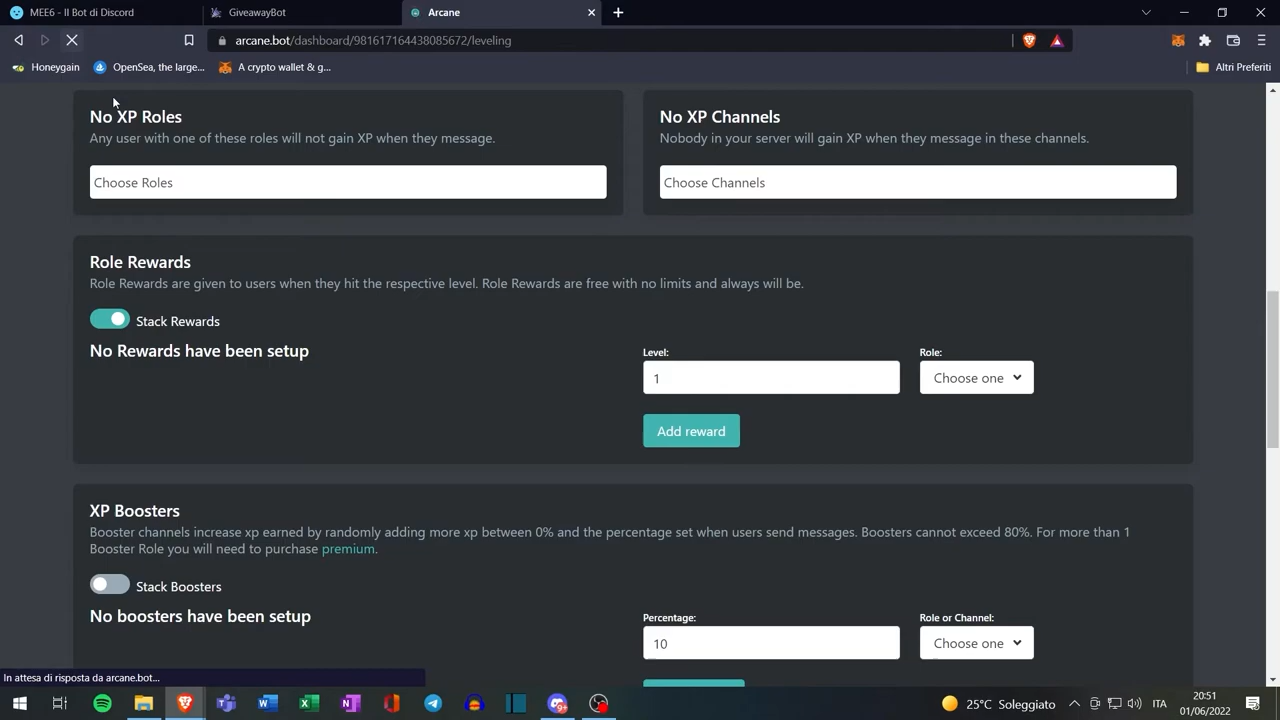 MEE6 - Il Bot di Discord
GiveawayBot
Arcane
arcane.bot/dashboard/981617164438085672/leveling
Honeygain
OpenSea, the large...
A crypto wallet & g...
Altri Preferiti
No XP Roles
Any user with one of these roles will not gain XP when they message.
Choose Roles
No XP Channels
Nobody in your server will gain XP when they message in these channels.
Choose Channels
Role Rewards
Role Rewards are given to users when they hit the respective level. Role Rewards are free with no limits and always will be.
Stack Rewards
No Rewards have been setup
Level:
1
Role:
Choose one
Add reward
XP Boosters
Booster channels increase xp earned by randomly adding more xp between 0% and the percentage set when users send messages. Boosters cannot exceed 80%. For more than 1
Booster Role you will need to purchase premium.
Stack Boosters
No boosters have been setup
Percentage:
10
Role or Channel:
Choose one
In attesa di risposta da arcane.bot...
25°C Soleggiato
ITA
20:51
01/06/2022